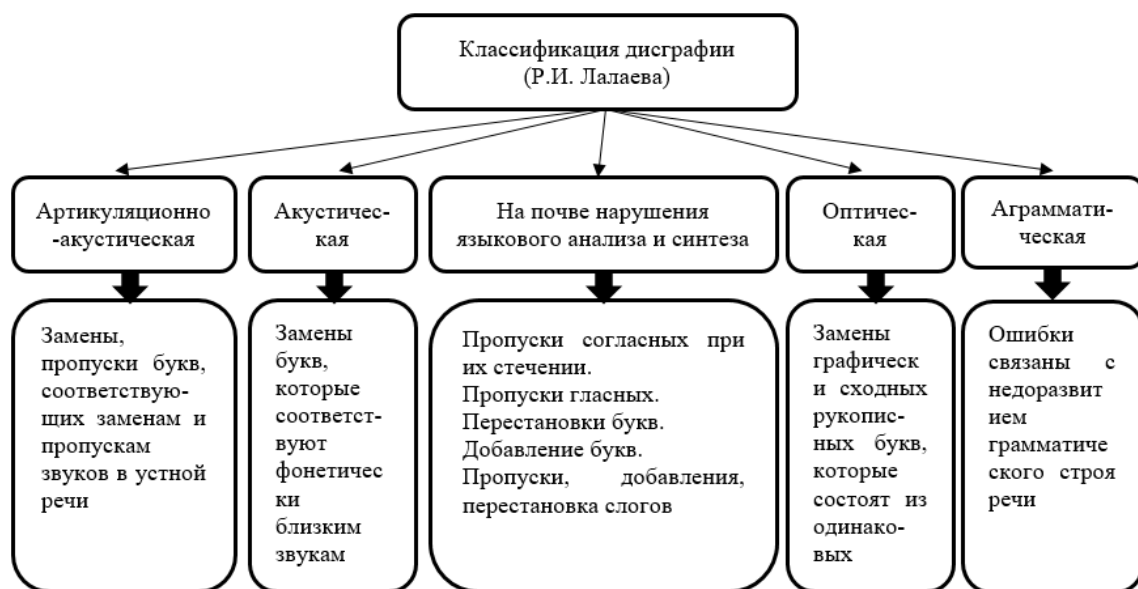 Классификация дисграфии
(Р.И. Лалаева)
Артикуляционно
-акустическая
Акустичес-
кая
На почве нарушения
языкового анализа и синтеза
Оптичес-
кая
Аграммати-
ческая
Замены,
пропуски букв,
соответствую-
щих заменам и
пропускам
звуков в устной
речи
Замены
букв,
которые
соответст-
вуют
фонетичес
ки
близким
звукам
Пропуски согласных при
их стечении.
Пропуски гласных.
Перестановки букв.
Добавление букв.
Пропуски, добавления,
перестановка слогов
Замены
графическ
и сходных
рукопис-
ных букв,
которые
состоят из
одинако-
вых
Ошибки
связаны с
недоразвит
ием
грамматиче
ского строя
речи